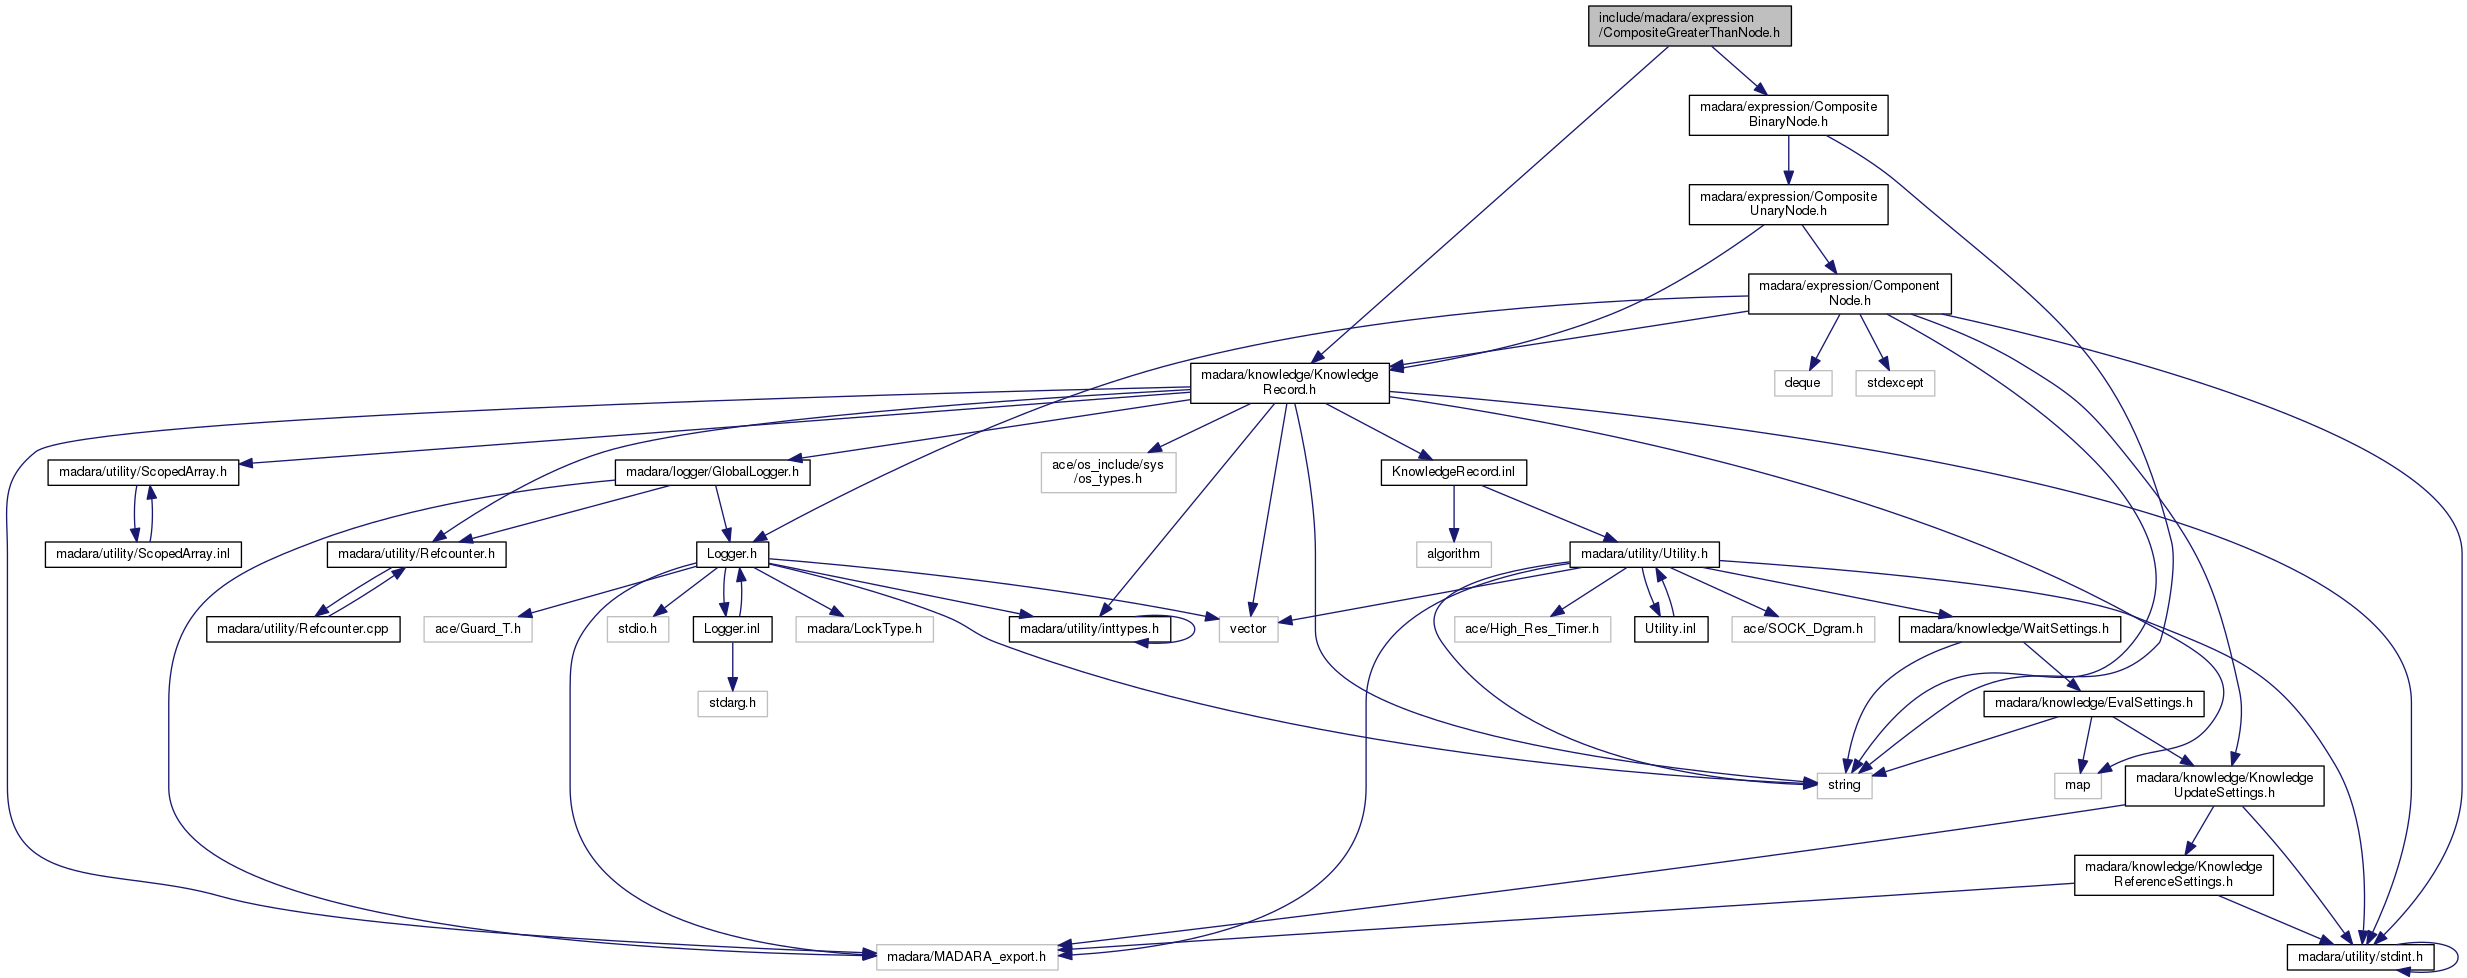 include/madara/expression
/CompositeGreaterThanNode.h
madara/expression/Composite
BinaryNode.h
madara/expression/Composite
UnaryNode.h
madara/expression/Component
Node.h
madara/knowledge/Knowledge
Record.h
deque
stdexcept
madara/utility/ScopedArray.h
madara/logger/GlobalLogger.h
ace/os_include/sys
/os_types.h
KnowledgeRecord.inl
madara/utility/ScopedArray.inl
madara/utility/Refcounter.h
Logger.h
algorithm
madara/utility/Utility.h
madara/utility/Refcounter.cpp
ace/Guard_T.h
stdio.h
Logger.inl
madara/LockType.h
madara/utility/inttypes.h
vector
ace/High_Res_Timer.h
Utility.inl
ace/SOCK_Dgram.h
madara/knowledge/WaitSettings.h
stdarg.h
madara/knowledge/EvalSettings.h
string
map
madara/knowledge/Knowledge
UpdateSettings.h
madara/knowledge/Knowledge
ReferenceSettings.h
madara/MADARA_export.h
madara/utility/stdint.h